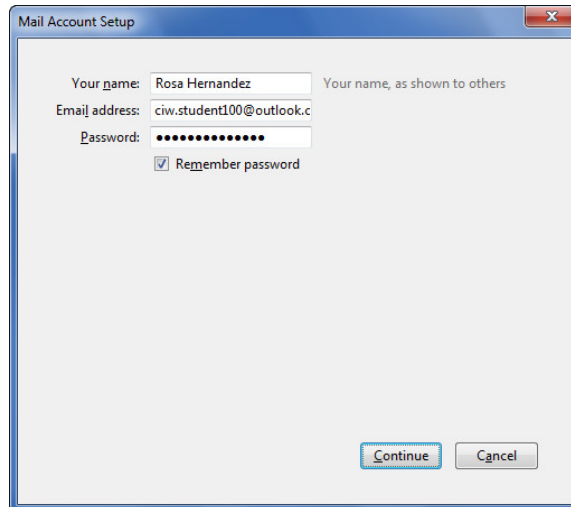 Mail Account Setup
Your name: Rosa Hernandez Your name, as shown to others
Email address: ciw.student100@outlook.c
Password: ••••••••••••••
Remember password
Continue Cancel